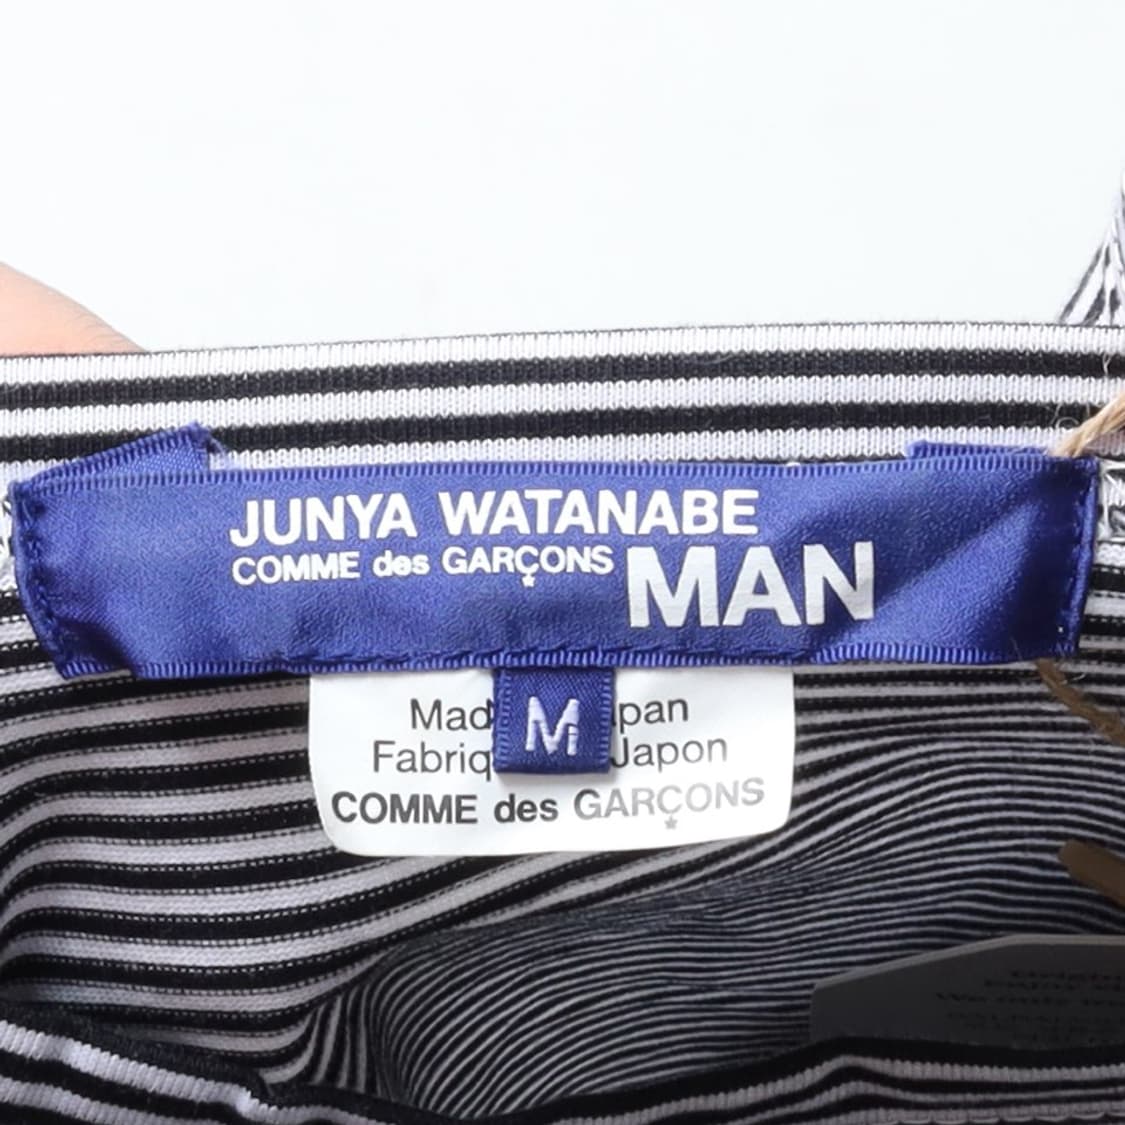 JUNYA WATANABE
COMME des GARÇONS MAN
M
Mad pan
Fabriq Japon
COMME des GARÇONS